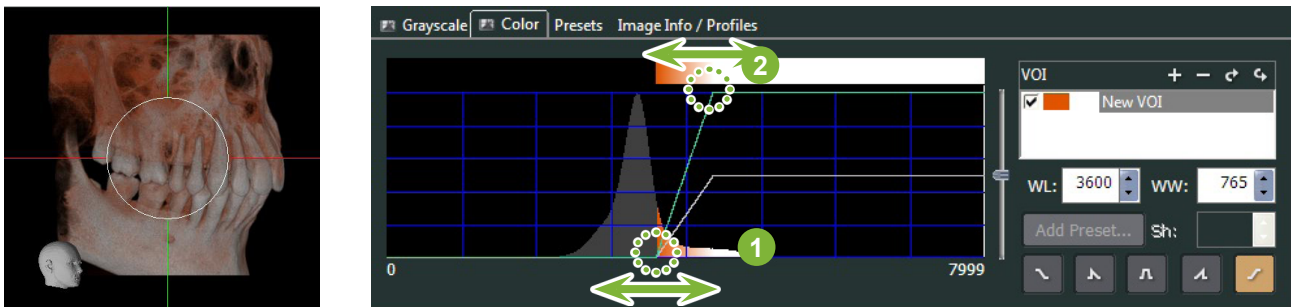 Grayscale Color Presets Image Info / Profiles
2
VOI + -
New VOI
WL: 3600 WW: 765
1
Add Preset... Sh:
0 7999